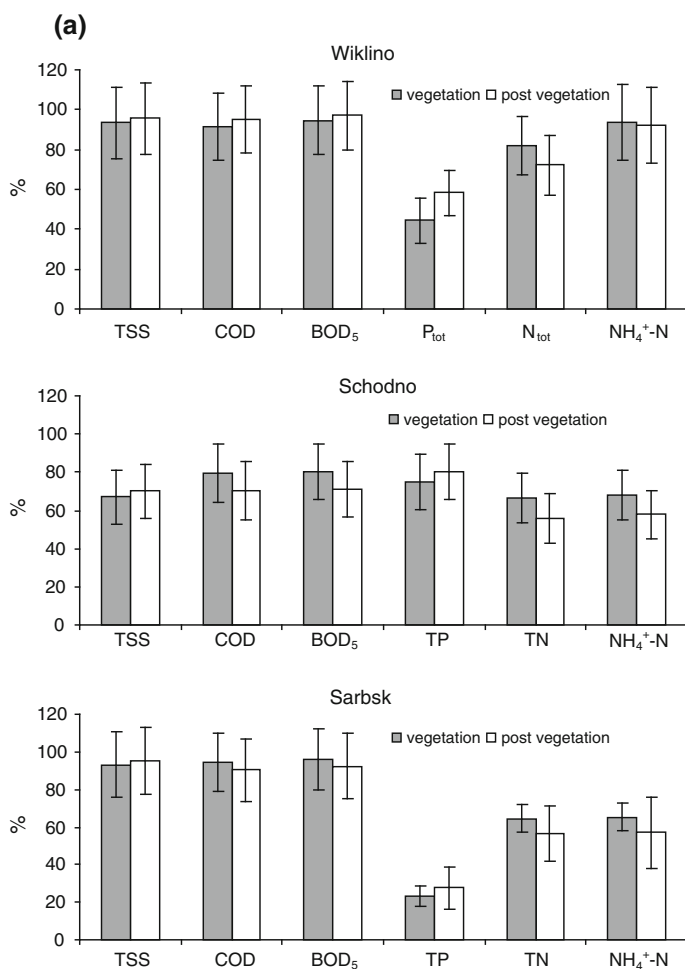 (a)
Wiklino
120
100
80
60
40
20
0
%
vegetation post vegetation
TSS COD BOD₅ Pₜₒₜ Nₜₒₜ NH₄⁺-N
Schodno
120
100
80
60
40
20
0
%
vegetation post vegetation
TSS COD BOD₅ TP TN NH₄⁺-N
Sarbsk
120
100
80
60
40
20
0
%
vegetation post vegetation
TSS COD BOD₅ TP TN NH₄⁺-N